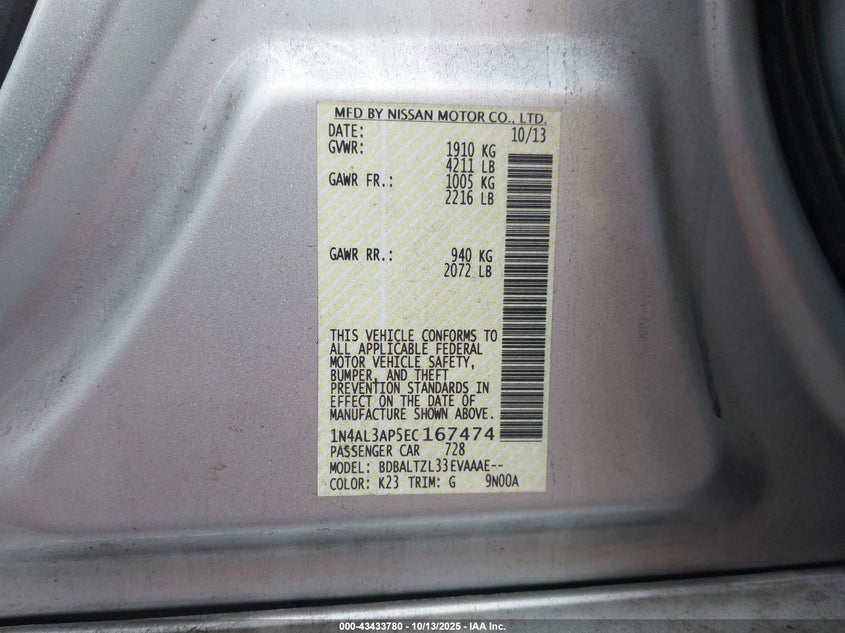 MFD BY NISSAN MOTOR CO., LTD.
DATE: 10/13
GVWR: 1910 KG
4211 LB
GAWR FR.: 1005 KG
2216 LB
GAWR RR.: 940 KG
2072 LB
THIS VEHICLE CONFORMS TO
ALL APPLICABLE FEDERAL
MOTOR VEHICLE SAFETY,
BUMPER, AND THEFT
PREVENTION STANDARDS IN
EFFECT ON THE DATE OF
MANUFACTURE SHOWN ABOVE.
1N4AL3AP5EC167474
PASSENGER CAR 728
MODEL: BDBALTZL33EVAAAE--
COLOR: K23 TRIM: G 9N00A
000-43433780 - 10/13/2025 - IAA Inc.